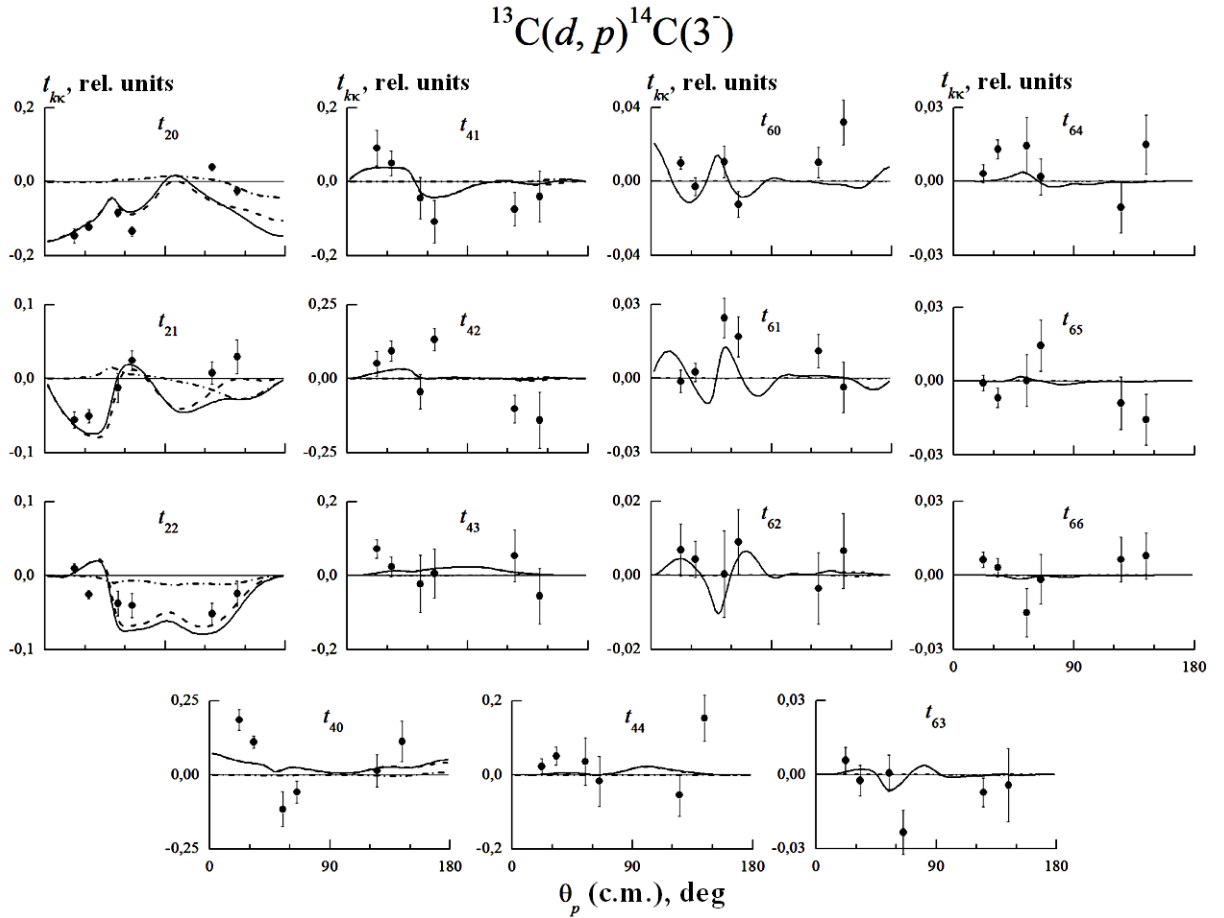 ¹³C(d, p)¹⁴C(3⁻)
t_kκ, rel. units t_kκ, rel. units t_kκ, rel. units t_kκ, rel. units
0,2 t₂₀ 0,2 t₄₁ 0,04 t₆₀ 0,03 t₆₄
0,0 0,0 0,00 0,00
-0,2 -0,2 -0,04 -0,03
0,1 t₂₁ 0,25 t₄₂ 0,03 t₆₁ 0,03 t₆₅
0,0 0,00 0,00 0,00
-0,1 -0,25 -0,03 -0,03
0,1 t₂₂ 0,2 t₄₃ 0,02 t₆₂ 0,03 t₆₆
0,0 0,0 0,00 0,00
-0,1 -0,2 -0,02 -0,03
0 90 180
0,25 t₄₀ 0,2 t₄₄ 0,03 t₆₃
0,00 0,0 0,00
-0,25 -0,2 -0,03
0 90 180 0 90 180 0 90 180
θ_p (c.m.), deg